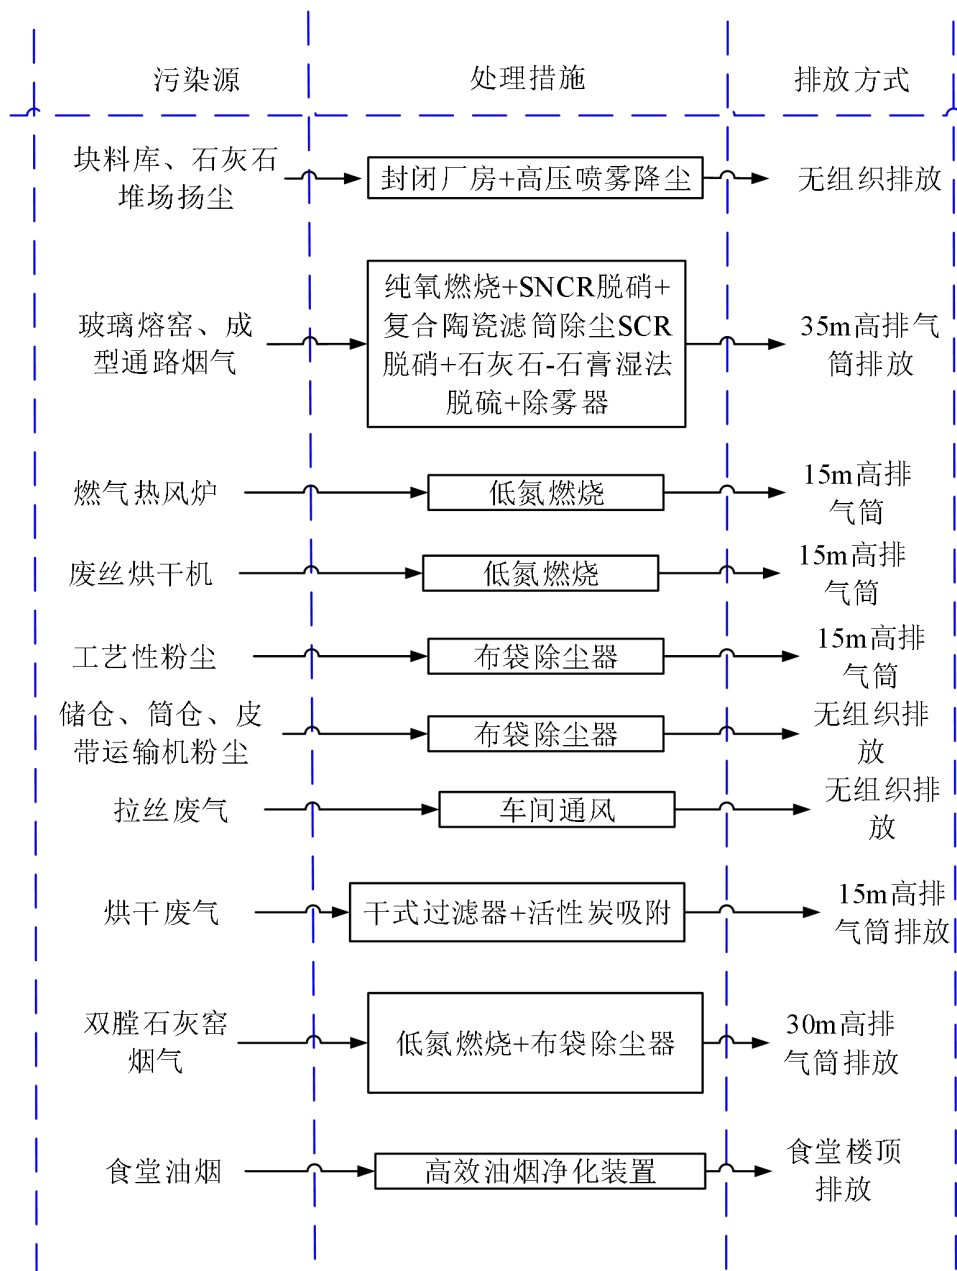 污染源
处理措施
排放方式
块料库、石灰石
堆场扬尘
封闭厂房+高压喷雾降尘
无组织排放
玻璃熔窑、成
型通路烟气
纯氧燃烧+SNCR脱硝+
复合陶瓷滤筒除尘SCR
脱硝+石灰石-石膏湿法
脱硫+除雾器
35m高排气
筒排放
燃气热风炉
低氮燃烧
15m高排
气筒
废丝烘干机
低氮燃烧
15m高排
气筒
工艺性粉尘
布袋除尘器
15m高排
气筒
储仓、筒仓、皮
带运输机粉尘
布袋除尘器
无组织排
放
拉丝废气
车间通风
无组织排
放
烘干废气
干式过滤器+活性炭吸附
15m高排
气筒排放
双膛石灰窑
烟气
低氮燃烧+布袋除尘器
30m高排
气筒排放
食堂油烟
高效油烟净化装置
食堂楼顶
排放